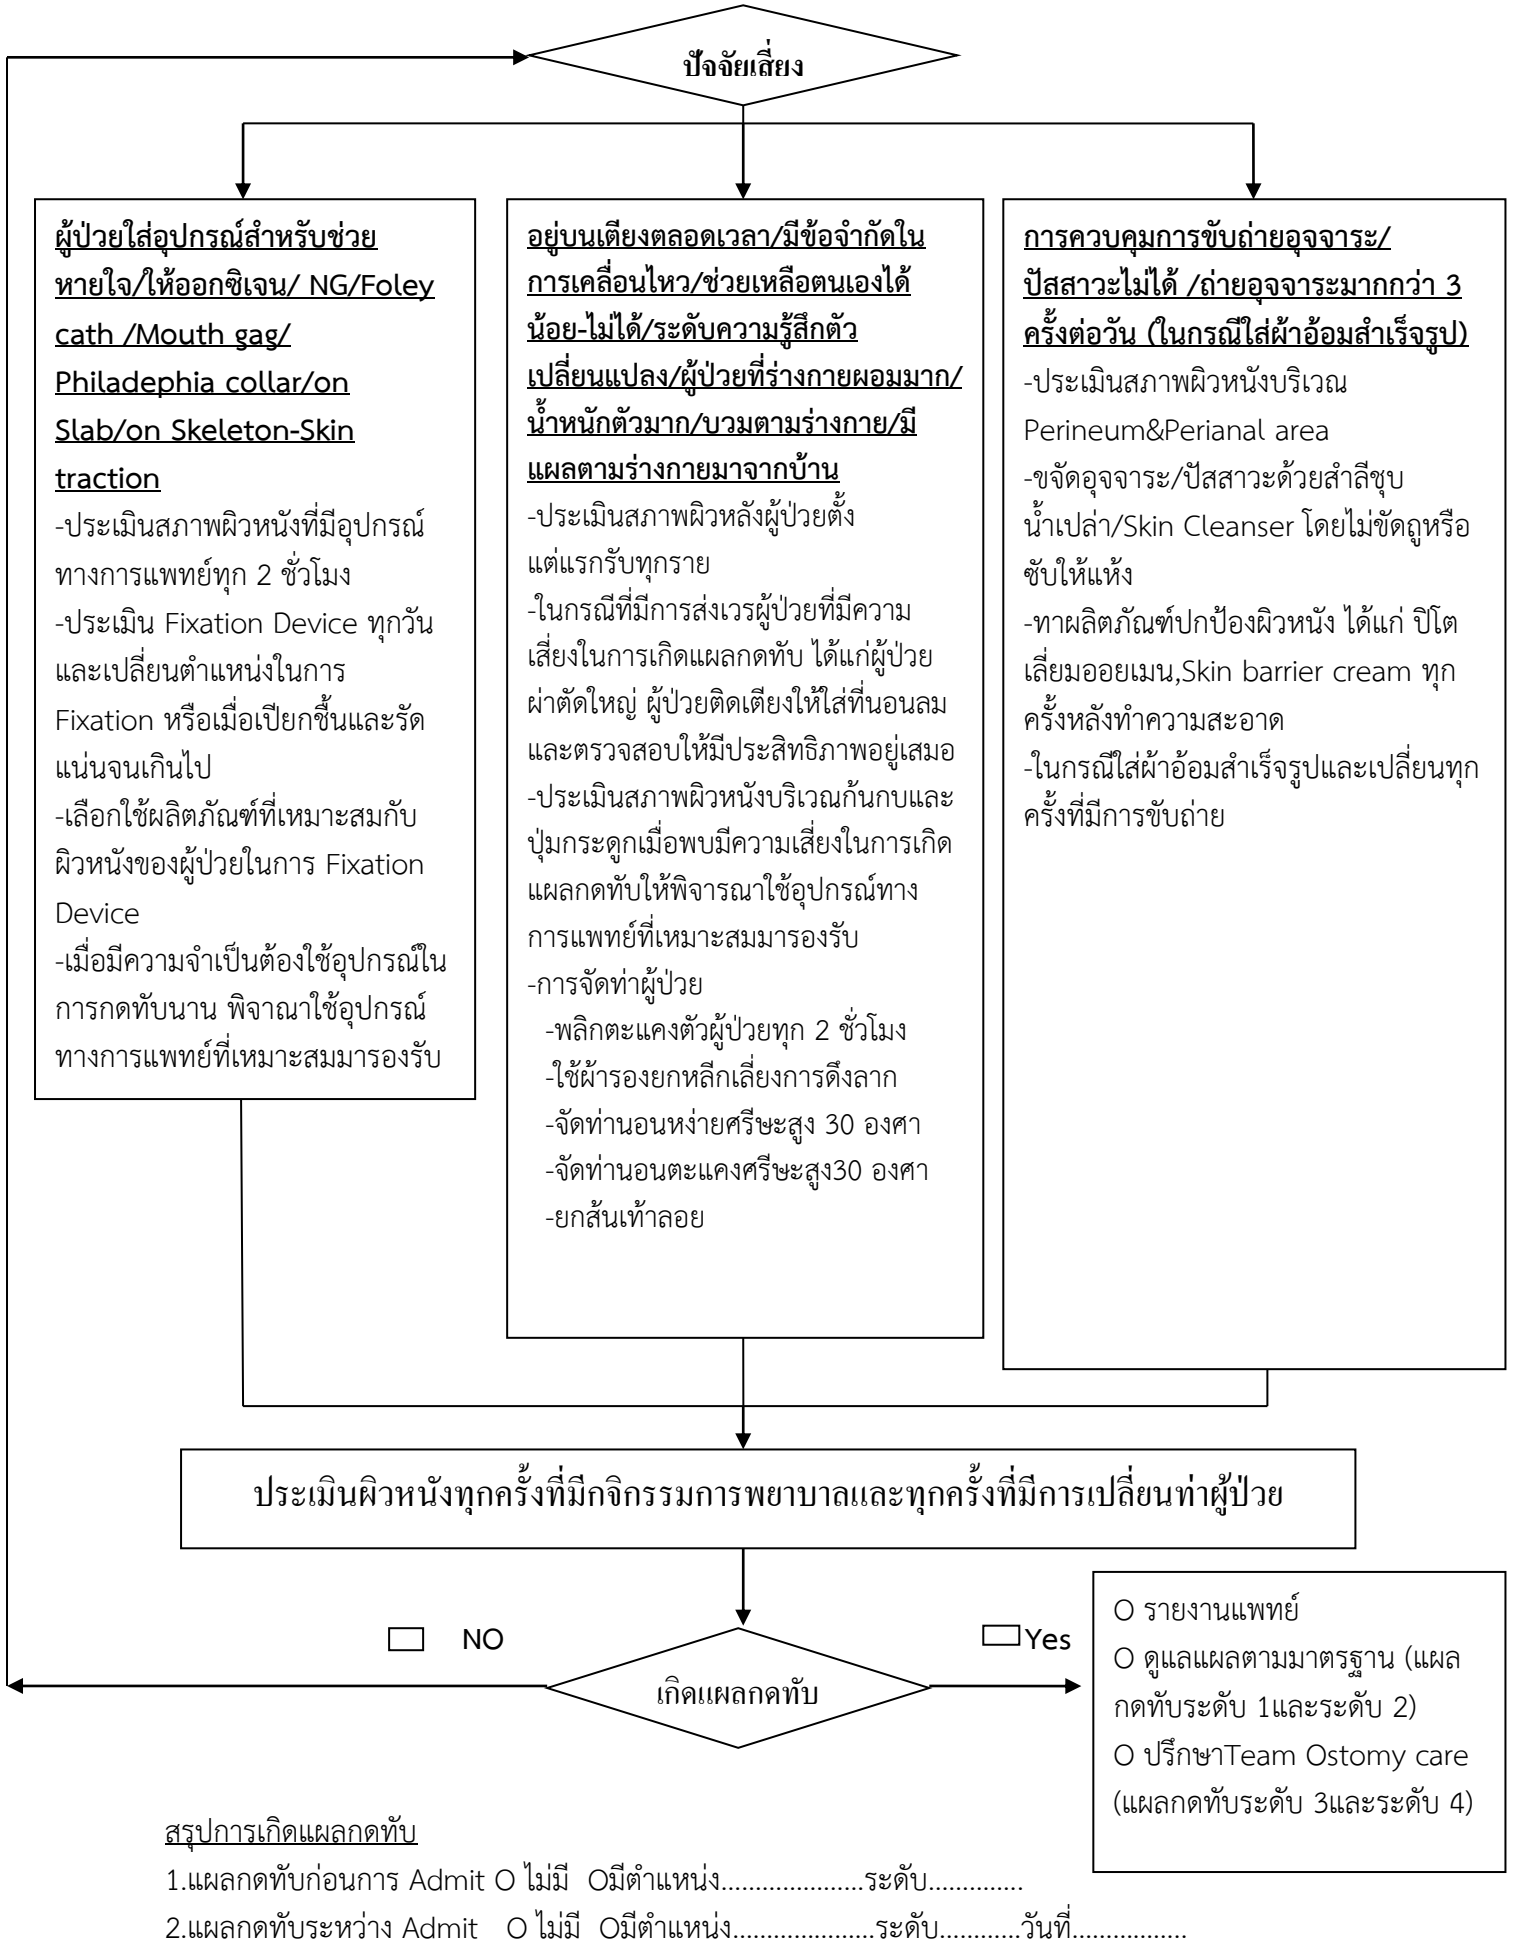 ปัจจัยเสี่ยง
ผู้ป่วยใส่อุปกรณ์สำหรับช่วย
หายใจ/ให้ออกซิเจน/ NG/Foley
cath /Mouth gag/
Philadephia collar/on
Slab/on Skeleton-Skin
traction
-ประเมินสภาพผิวหนังที่มีอุปกรณ์
ทางการแพทย์ทุก 2 ชั่วโมง
-ประเมิน Fixation Device ทุกวัน
และเปลี่ยนตำแหน่งในการ
Fixation หรือเมื่อเปียกชื้นและรัด
แน่นจนเกินไป
-เลือกใช้ผลิตภัณฑ์ที่เหมาะสมกับ
ผิวหนังของผู้ป่วยในการ Fixation
Device
-เมื่อมีความจำเป็นต้องใช้อุปกรณ์ใน
การกดทับนาน พิจาณาใช้อุปกรณ์
ทางการแพทย์ที่เหมาะสมมารองรับ
อยู่บนเตียงตลอดเวลา/มีข้อจำกัดใน
การเคลื่อนไหว/ช่วยเหลือตนเองได้
น้อย-ไม่ได้/ระดับความรู้สึกตัว
เปลี่ยนแปลง/ผู้ป่วยที่ร่างกายผอมมาก/
น้ำหนักตัวมาก/บวมตามร่างกาย/มี
แผลตามร่างกายมาจากบ้าน
-ประเมินสภาพผิวหลังผู้ป่วยตั้ง
แต่แรกรับทุกราย
-ในกรณีที่มีการส่งเวรผู้ป่วยที่มีความ
เสี่ยงในการเกิดแผลกดทับ ได้แก่ผู้ป่วย
ผ่าตัดใหญ่ ผู้ป่วยติดเตียงให้ใส่ที่นอนลม
และตรวจสอบให้มีประสิทธิภาพอยู่เสมอ
-ประเมินสภาพผิวหนังบริเวณก้นกบและ
ปุ่มกระดูกเมื่อพบมีความเสี่ยงในการเกิด
แผลกดทับให้พิจารณาใช้อุปกรณ์ทาง
การแพทย์ที่เหมาะสมมารองรับ
-การจัดท่าผู้ป่วย
-พลิกตะแคงตัวผู้ป่วยทุก 2 ชั่วโมง
-ใช้ผ้ารองยกหลีกเลี่ยงการดึงลาก
-จัดท่านอนหง่ายศรีษะสูง 30 องศา
-จัดท่านอนตะแคงศรีษะสูง30 องศา
-ยกส้นเท้าลอย
การควบคุมการขับถ่ายอุจจาระ/
ปัสสาวะไม่ได้ /ถ่ายอุจจาระมากกว่า 3
ครั้งต่อวัน (ในกรณีใส่ผ้าอ้อมสำเร็จรูป)
-ประเมินสภาพผิวหนังบริเวณ
Perineum&Perianal area
-ขจัดอุจจาระ/ปัสสาวะด้วยสำลีชุบ
น้ำเปล่า/Skin Cleanser โดยไม่ขัดถูหรือ
ซับให้แห้ง
-ทาผลิตภัณฑ์ปกป้องผิวหนัง ได้แก่ ปิโต
เลี่ยมออยเมน,Skin barrier cream ทุก
ครั้งหลังทำความสะอาด
-ในกรณีใส่ผ้าอ้อมสำเร็จรูปและเปลี่ยนทุก
ครั้งที่มีการขับถ่าย
ประเมินผิวหนังทุกครั้งที่มีกจิกรรมการพยาบาลและทุกครั้งที่มีการเปลี่ยนท่าผู้ป่วย
NO
Yes
เกิดแผลกดทับ
O รายงานแพทย์
O ดูแลแผลตามมาตรฐาน (แผล
กดทับระดับ 1และระดับ 2)
O ปรึกษาTeam Ostomy care
(แผลกดทับระดับ 3และระดับ 4)
สรุปการเกิดแผลกดทับ
1.แผลกดทับก่อนการ Admit O ไม่มี Oมีตำแหน่ง.....................ระดับ..............
2.แผลกดทับระหว่าง Admit O ไม่มี Oมีตำแหน่ง.....................ระดับ............วันที่.................